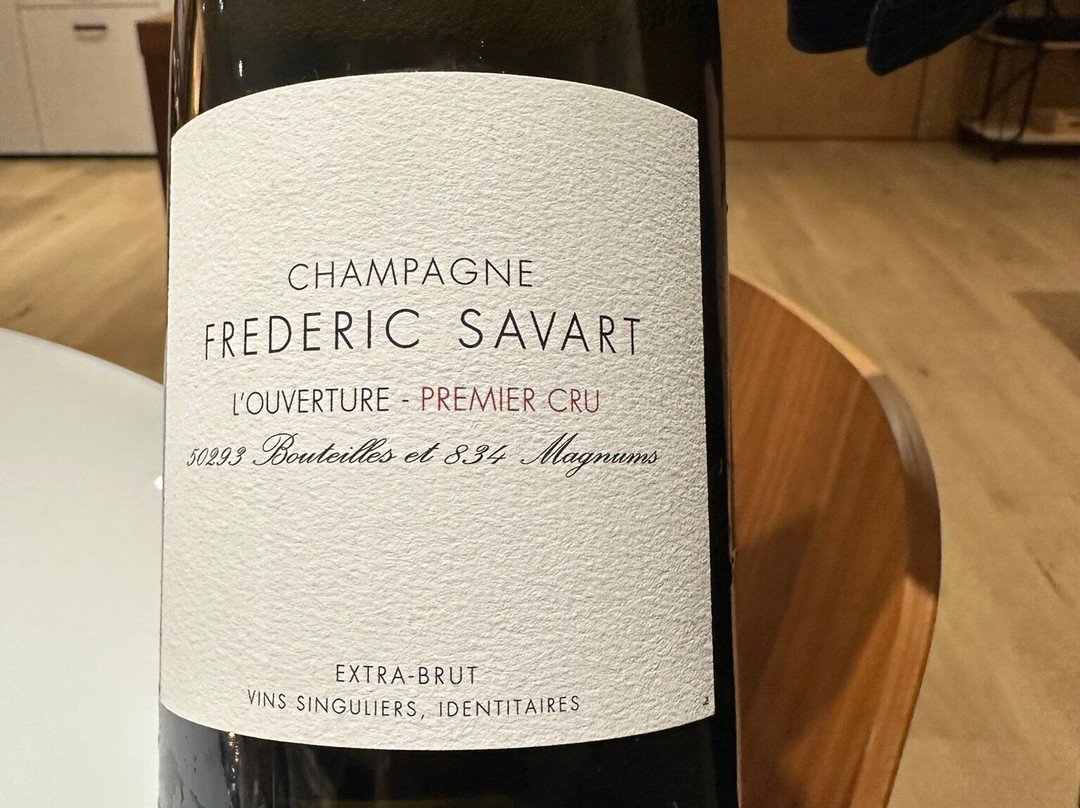 CHAMPAGNE
FREDERIC SAVART
L'OUVERTURE - PREMIER CRU
50293 Bouteilles et 834 Magnums
EXTRA-BRUT
VINS SINGULIERS, IDENTITAIRES